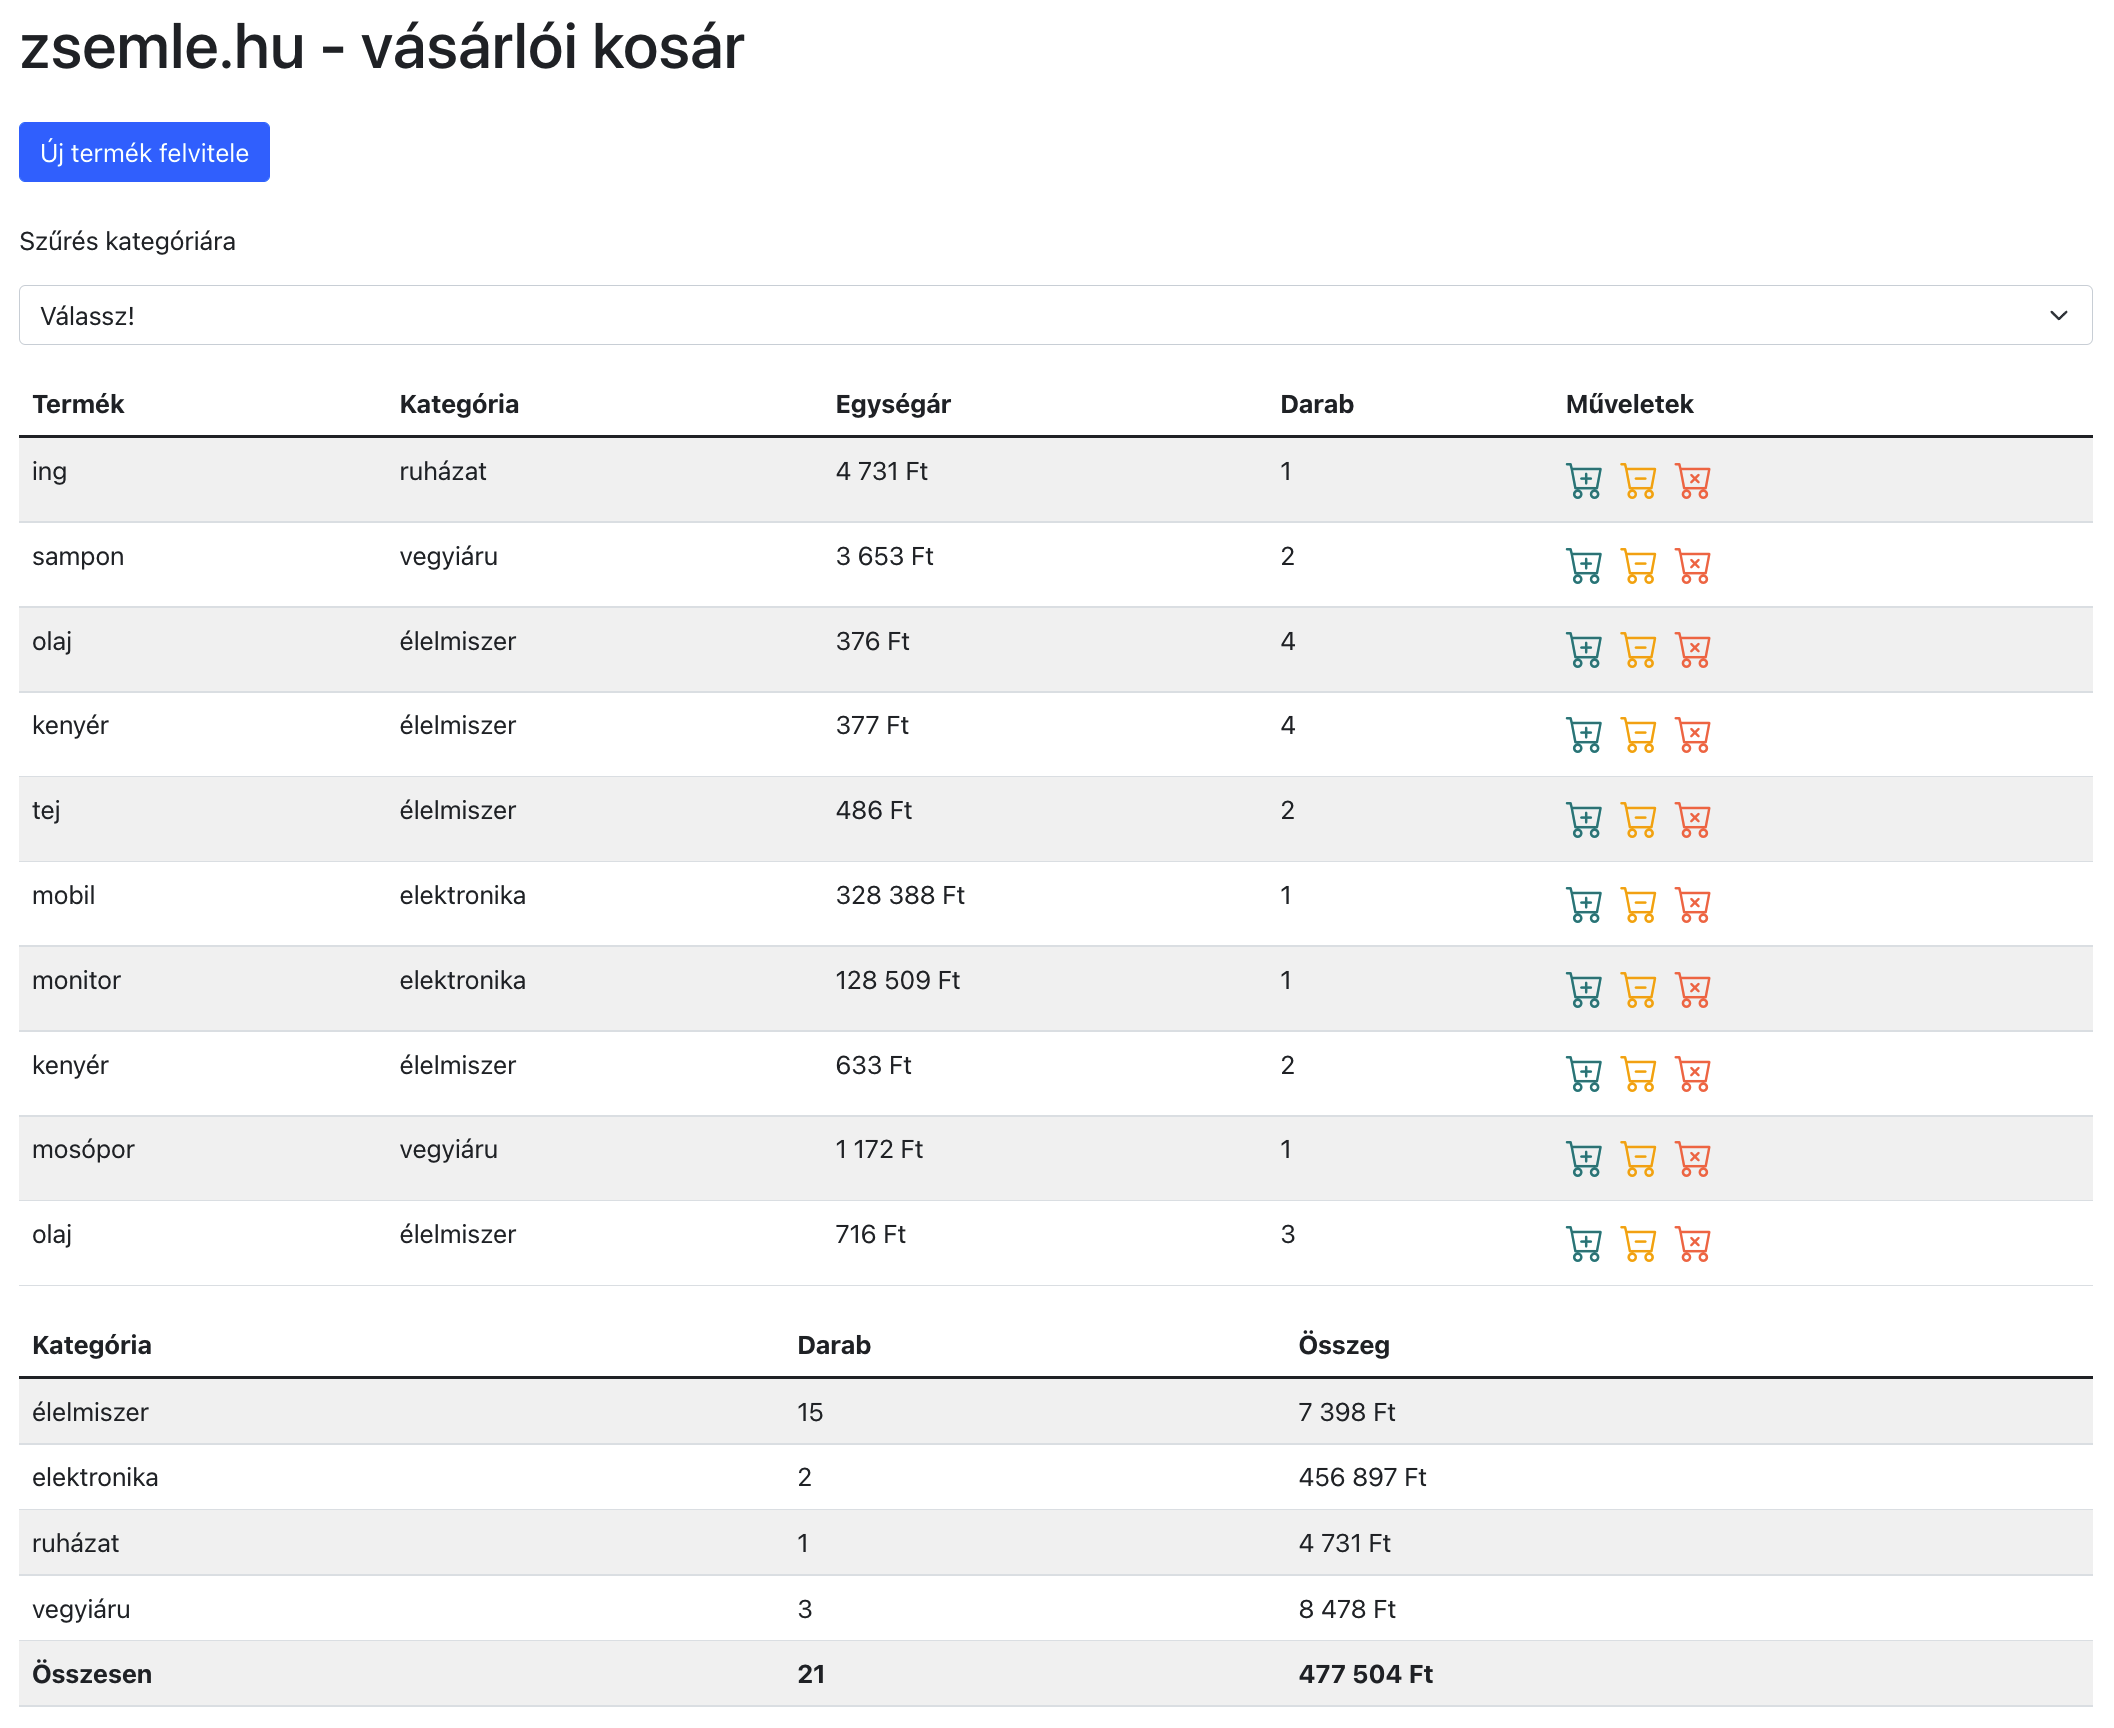 zsemle.hu - vásárlói kosár
Új termék felvitele
Szűrés kategóriára
Válassz!
Termék Kategória Egységár Darab Műveletek
ing ruházat 4 731 Ft 1
sampon vegyiáru 3 653 Ft 2
olaj élelmiszer 376 Ft 4
kenyér élelmiszer 377 Ft 4
tej élelmiszer 486 Ft 2
mobil elektronika 328 388 Ft 1
monitor elektronika 128 509 Ft 1
kenyér élelmiszer 633 Ft 2
mosópor vegyiáru 1 172 Ft 1
olaj élelmiszer 716 Ft 3
Kategória Darab Összeg
élelmiszer 15 7 398 Ft
elektronika 2 456 897 Ft
ruházat 1 4 731 Ft
vegyiáru 3 8 478 Ft
Összesen 21 477 504 Ft